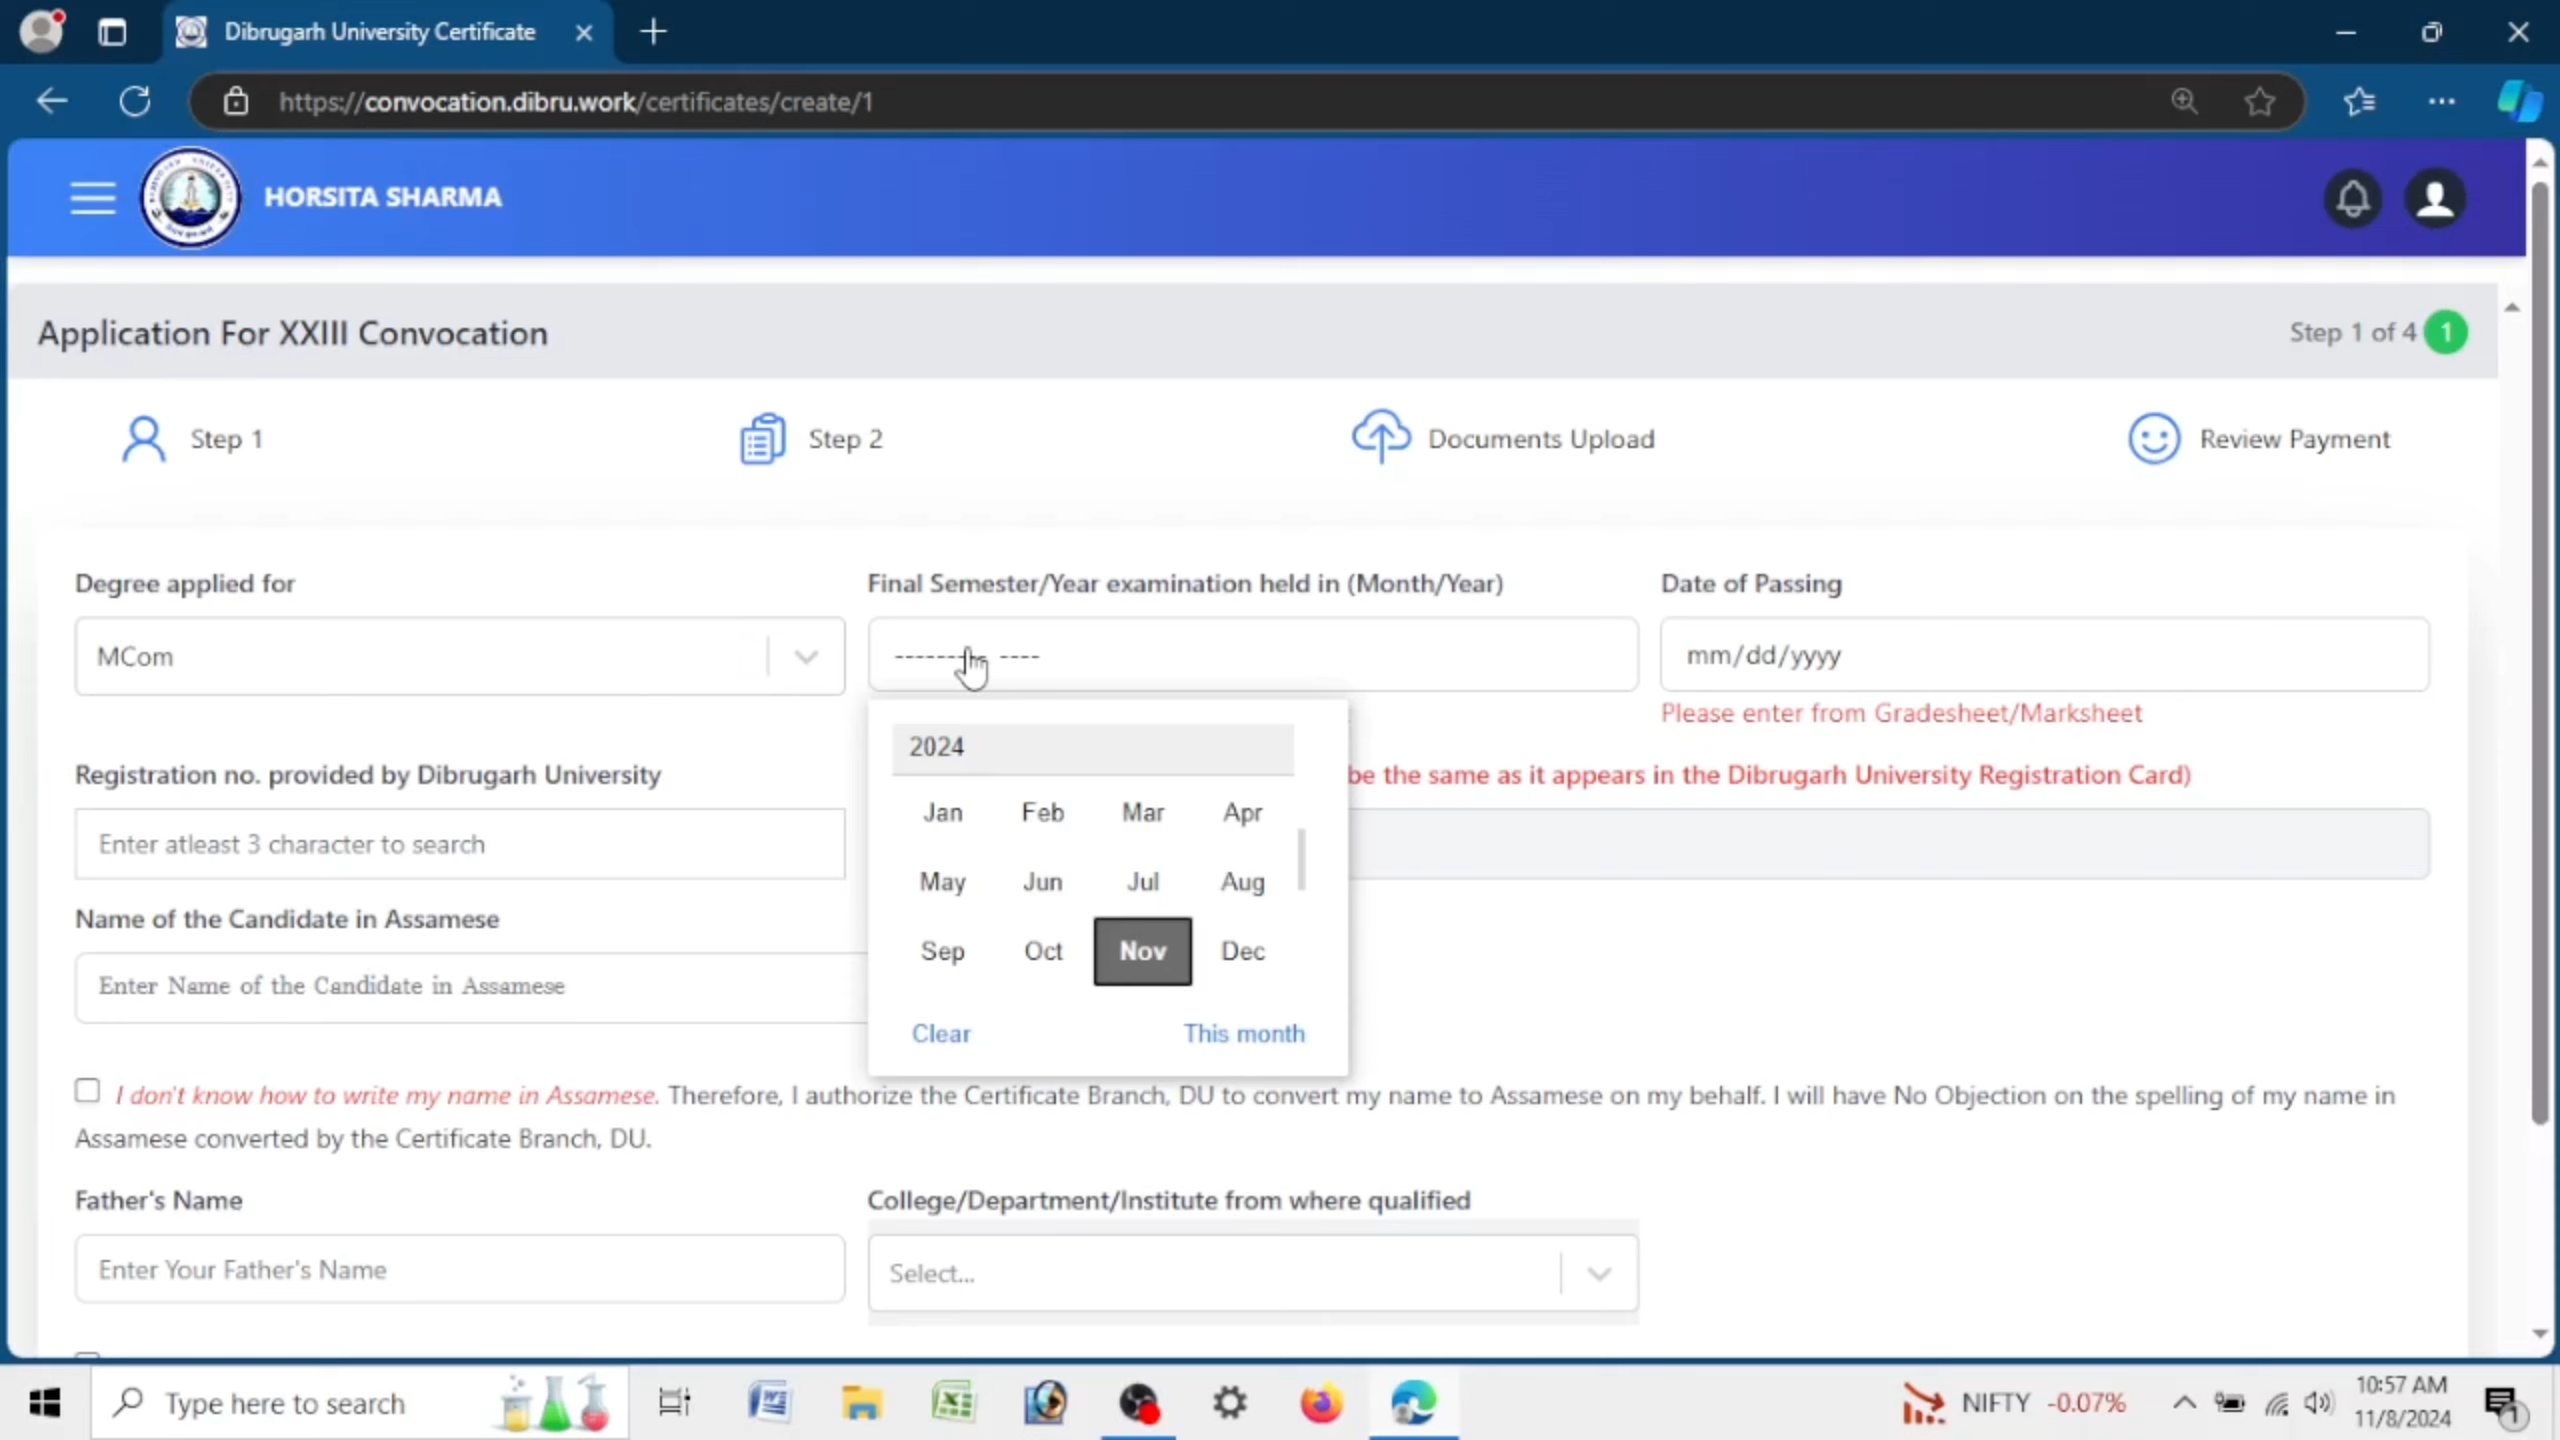 Dibrugarh University Certificate
https://convocation.dibru.work/certificates/create/1
HORSITA SHARMA
Application For XXIII Convocation
Step 1 of 4 1
Step 1
Step 2
Documents Upload
Review Payment
Degree applied for
Final Semester/Year examination held in (Month/Year)
Date of Passing
MCom
--------- ----
mm/dd/yyyy
Please enter from Gradesheet/Marksheet
2024
Registration no. provided by Dibrugarh University
be the same as it appears in the Dibrugarh University Registration Card)
Jan Feb Mar Apr
Enter atleast 3 character to search
May Jun Jul Aug
Name of the Candidate in Assamese
Sep Oct Nov Dec
Enter Name of the Candidate in Assamese
Clear This month
I don't know how to write my name in Assamese. Therefore, I authorize the Certificate Branch, DU to convert my name to Assamese on my behalf. I will have No Objection on the spelling of my name in
Assamese converted by the Certificate Branch, DU.
Father's Name
College/Department/Institute from where qualified
Enter Your Father's Name
Select...
Type here to search
NIFTY -0.07%
10:57 AM
11/8/2024
1